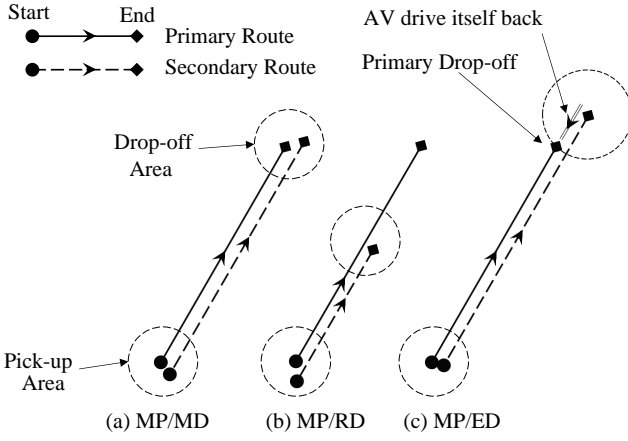 Start
End
Primary Route
Secondary Route
AV drive itself back
Primary Drop-off
Drop-off
Area
Pick-up
Area
(a) MP/MD
(b) MP/RD
(c) MP/ED